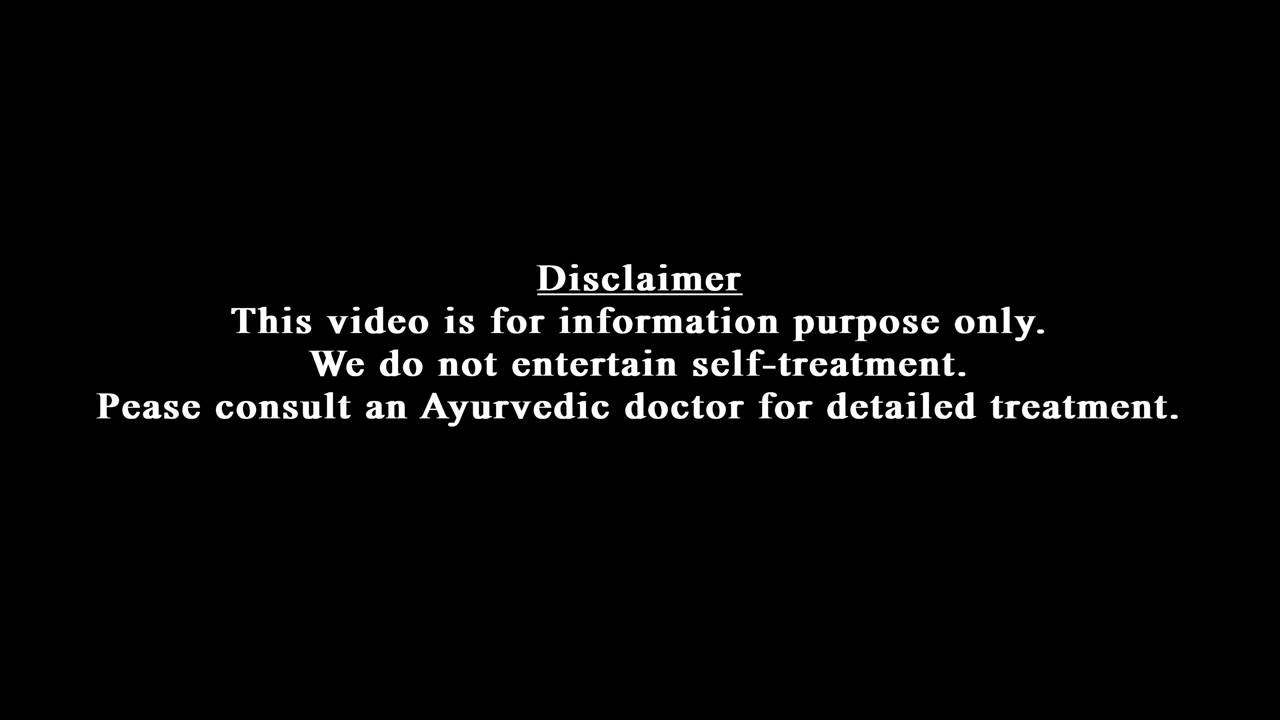 Disclaimer
This video is for information purpose only.
We do not entertain self-treatment.
Pease consult an Ayurvedic doctor for detailed treatment.